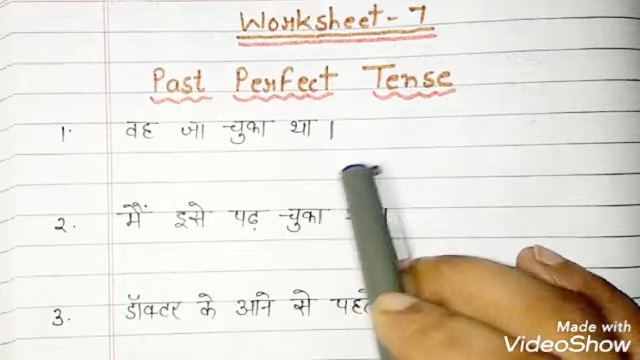 Worksheet-7
Past Perfect Tense
1. वह जा चुका था ।
2. मैं इसे पढ़ चुका ।
3. डॉक्टर के आने से पहले
Made with
VideoShow